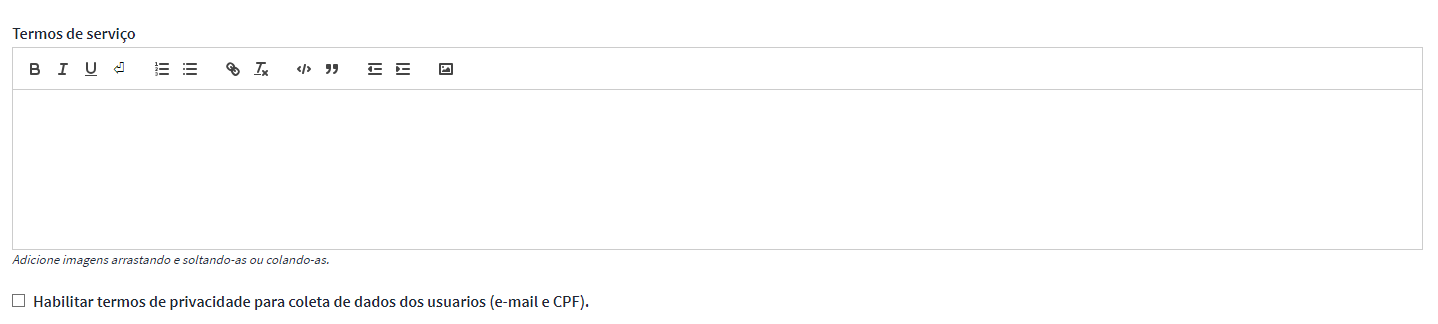 Termos de serviço
Adicione imagens arrastando e soltando-as ou colando-as.
Habilitar termos de privacidade para coleta de dados dos usuarios (e-mail e CPF).